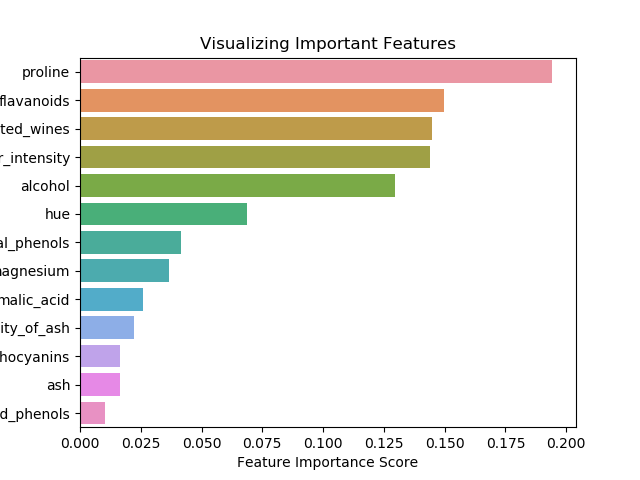 Visualizing Important Features
proline
flavanoids
ted_wines
r_intensity
alcohol
hue
al_phenols
magnesium
malic_acid
ity_of_ash
hocyanins
ash
d_phenols
0.000 0.025 0.050 0.075 0.100 0.125 0.150 0.175 0.200
Feature Importance Score